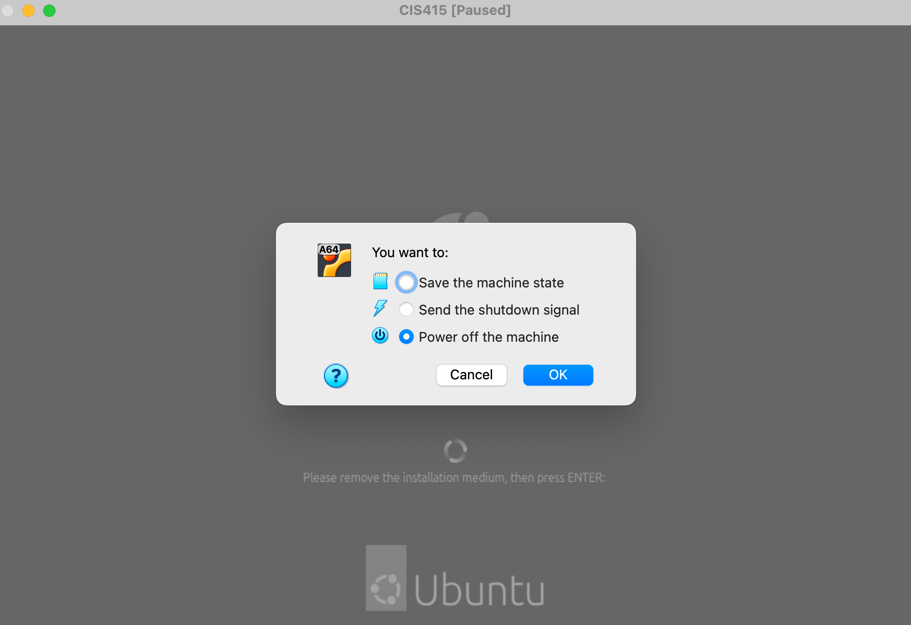 CIS415 [Paused]
A64
You want to:
Save the machine state
Send the shutdown signal
Power off the machine
?
Cancel
OK
Please remove the installation medium, then press ENTER:
Ubuntu